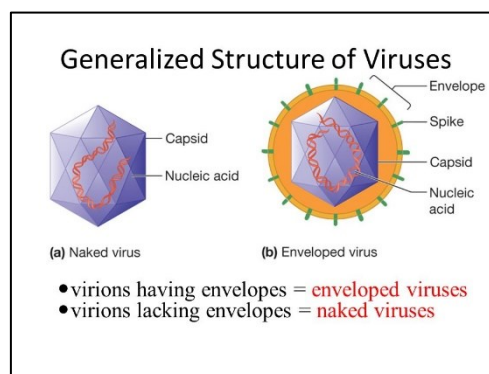 Generalized Structure of Viruses
Capsid
Nucleic acid
(a) Naked virus
Envelope
Spike
Capsid
Nucleic
acid
(b) Enveloped virus
•virions having envelopes = enveloped viruses
•virions lacking envelopes = naked viruses